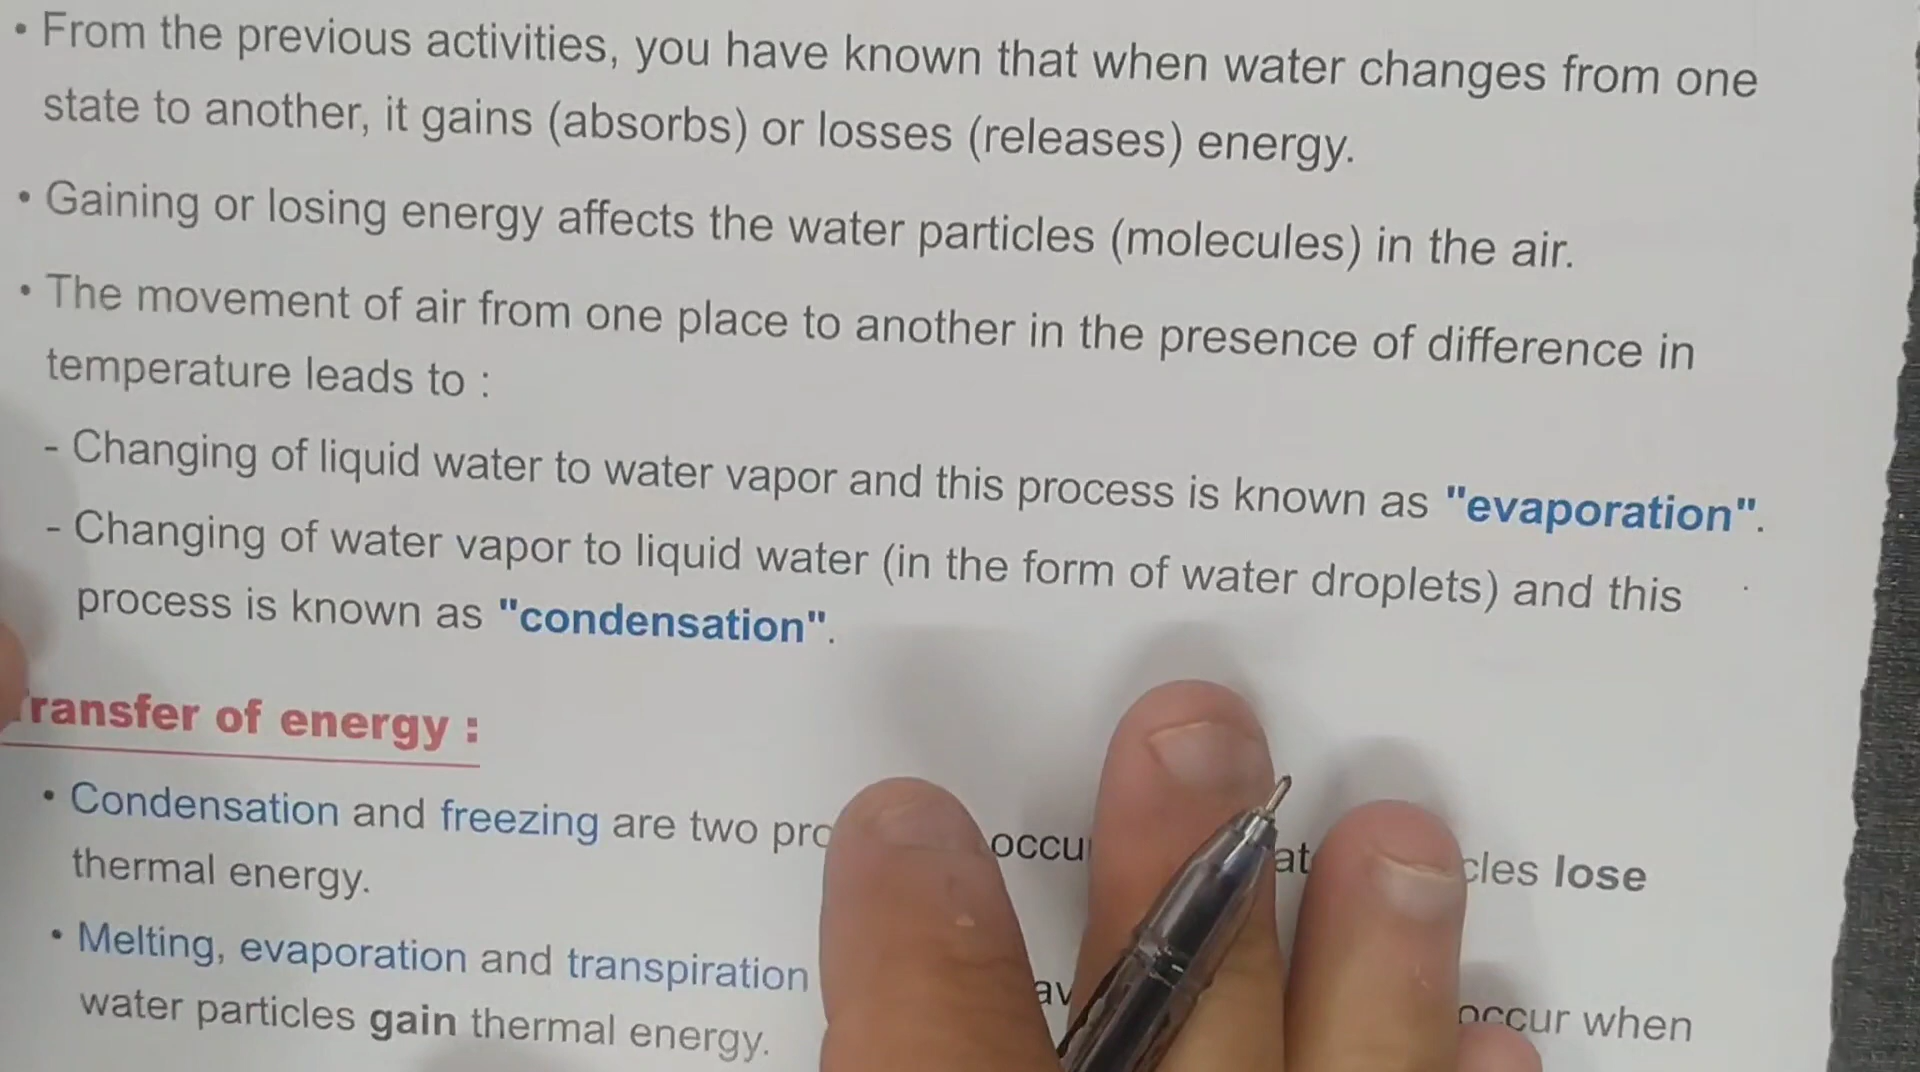 • From the previous activities, you have known that when water changes from one
state to another, it gains (absorbs) or losses (releases) energy.
• Gaining or losing energy affects the water particles (molecules) in the air.
• The movement of air from one place to another in the presence of difference in
temperature leads to :
- Changing of liquid water to water vapor and this process is known as "evaporation".
- Changing of water vapor to liquid water (in the form of water droplets) and this
process is known as "condensation".
ransfer of energy :
• Condensation and freezing are two lose
thermal energy.
• Melting, evaporation and transpiration occur when
water particles gain thermal energy.